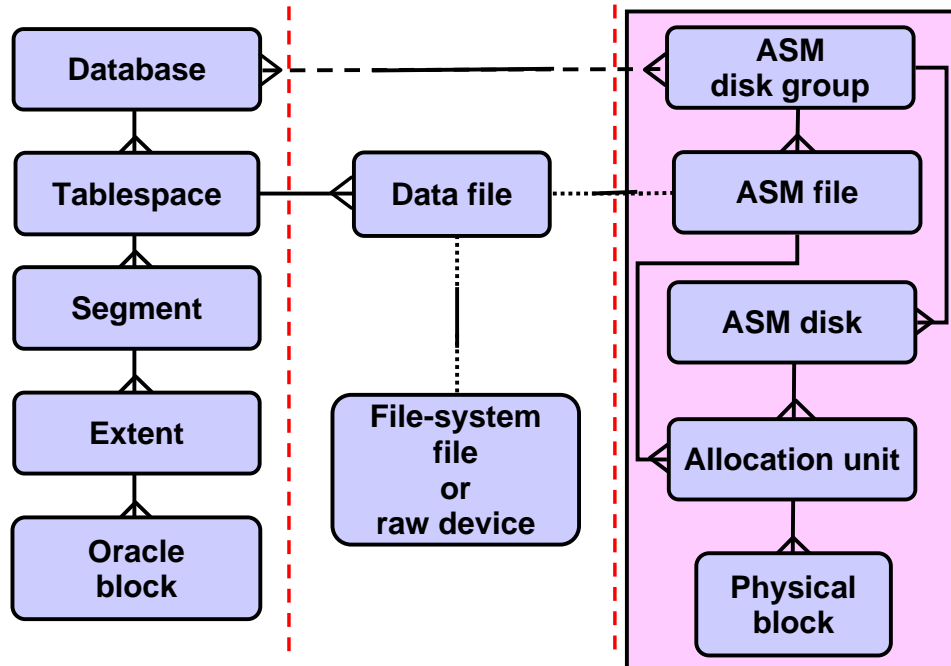 Database
Tablespace
Segment
Extent
Oracle
block
Data file
File-system
file
or
raw device
ASM
disk group
ASM file
ASM disk
Allocation unit
Physical
block